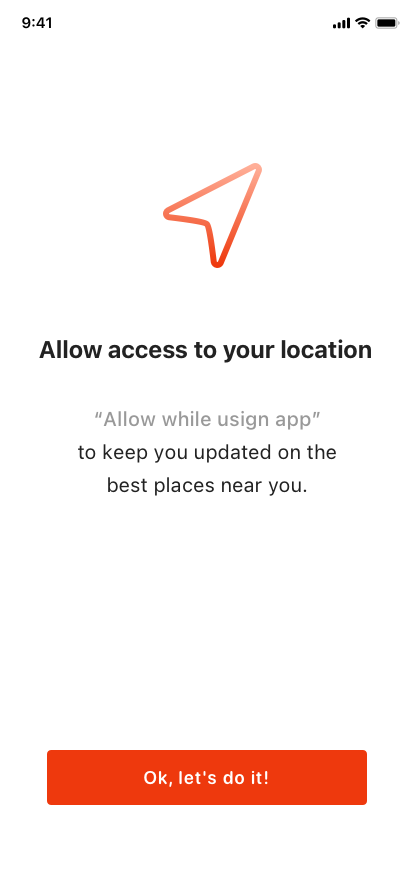 9:41
Allow access to your location
“Allow while usign app”
to keep you updated on the
best places near you.
Ok, let's do it!